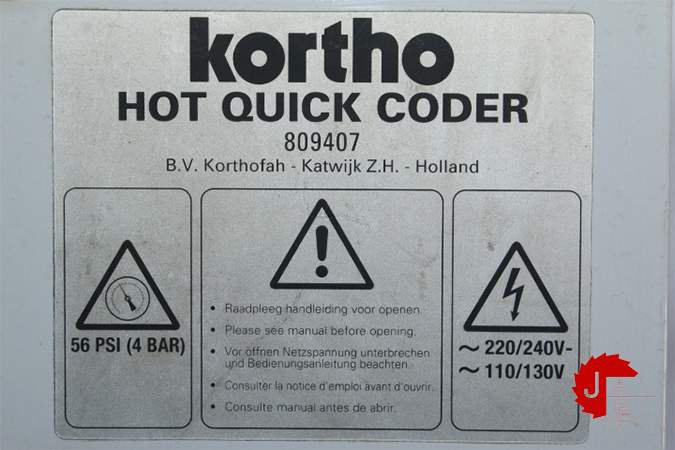 kortho
HOT QUICK CODER
809407
B.V. Korthofah - Katwijk Z.H. - Holland
56 PSI (4 BAR)
• Raadpleeg handleiding voor openen.
• Please see manual before opening.
• Vor öffnen Netzspannung unterbrechen
und Bedienungsanleitung beachten.
• Consulter la notice d'emploi avant d'ouvrir.
• Consulte manual antes de abrir.
~ 220/240V-
~ 110/130V
J